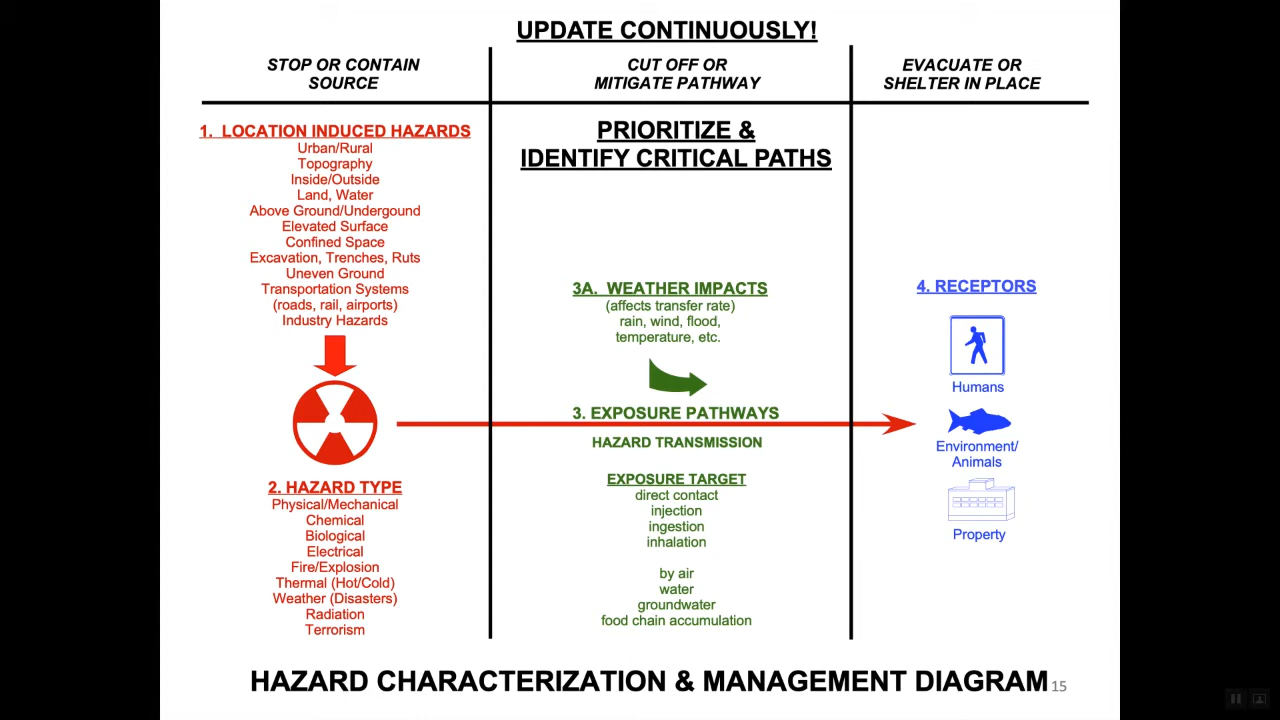 UPDATE CONTINUOUSLY!
STOP OR CONTAIN
SOURCE
CUT OFF OR
MITIGATE PATHWAY
EVACUATE OR
SHELTER IN PLACE
1. LOCATION INDUCED HAZARDS
Urban/Rural
Topography
Inside/Outside
Land, Water
Above Ground/Undergound
Elevated Surface
Confined Space
Excavation, Trenches, Ruts
Uneven Ground
Transportation Systems
(roads, rail, airports)
Industry Hazards
2. HAZARD TYPE
Physical/Mechanical
Chemical
Biological
Electrical
Fire/Explosion
Thermal (Hot/Cold)
Weather (Disasters)
Radiation
Terrorism
PRIORITIZE &
IDENTIFY CRITICAL PATHS
3A. WEATHER IMPACTS
(affects transfer rate)
rain, wind, flood,
temperature, etc.
3. EXPOSURE PATHWAYS
HAZARD TRANSMISSION
EXPOSURE TARGET
direct contact
injection
ingestion
inhalation
by air
water
groundwater
food chain accumulation
4. RECEPTORS
Humans
Environment/
Animals
Property
HAZARD CHARACTERIZATION & MANAGEMENT DIAGRAM
15